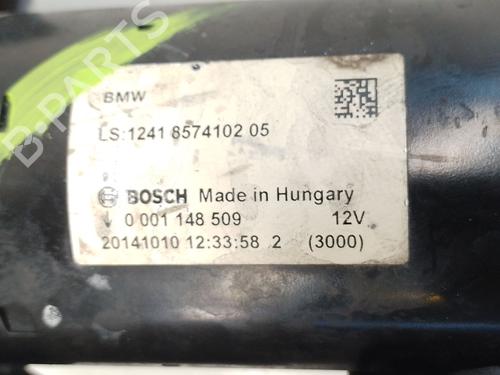 B-PARTS
BMW
LS:1241 8574102 05
BOSCH Made in Hungary
0 001 148 509 12V
20141010 12:33:58 2 (3000)